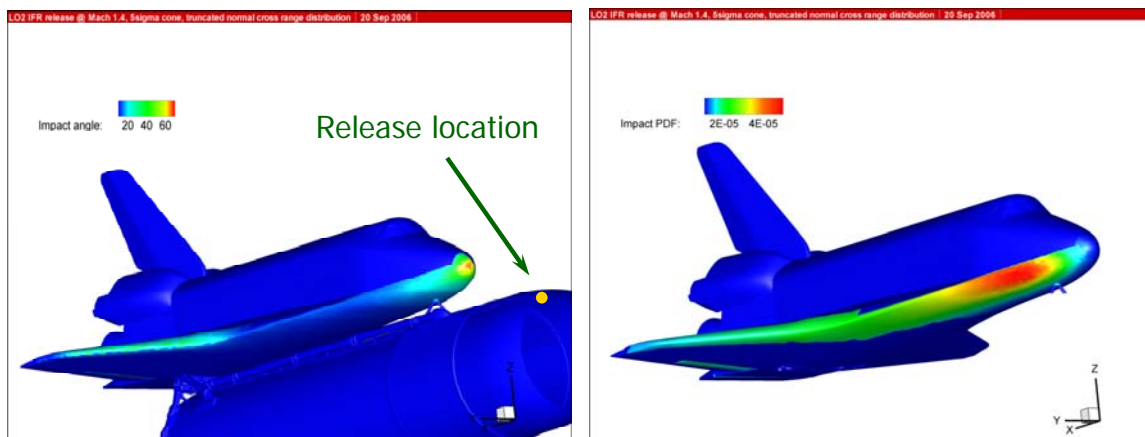 LO2 IFR release @ Mach 1.4, 5sigma cone, truncated normal cross range distribution | 20 Sep 2006
Impact angle: 20 40 60
Release location
Z
LO2 IFR release @ Mach 1.4, 5sigma cone, truncated normal cross range distribution | 20 Sep 2006
Impact PDF: 2E-05 4E-05
Z
Y
X